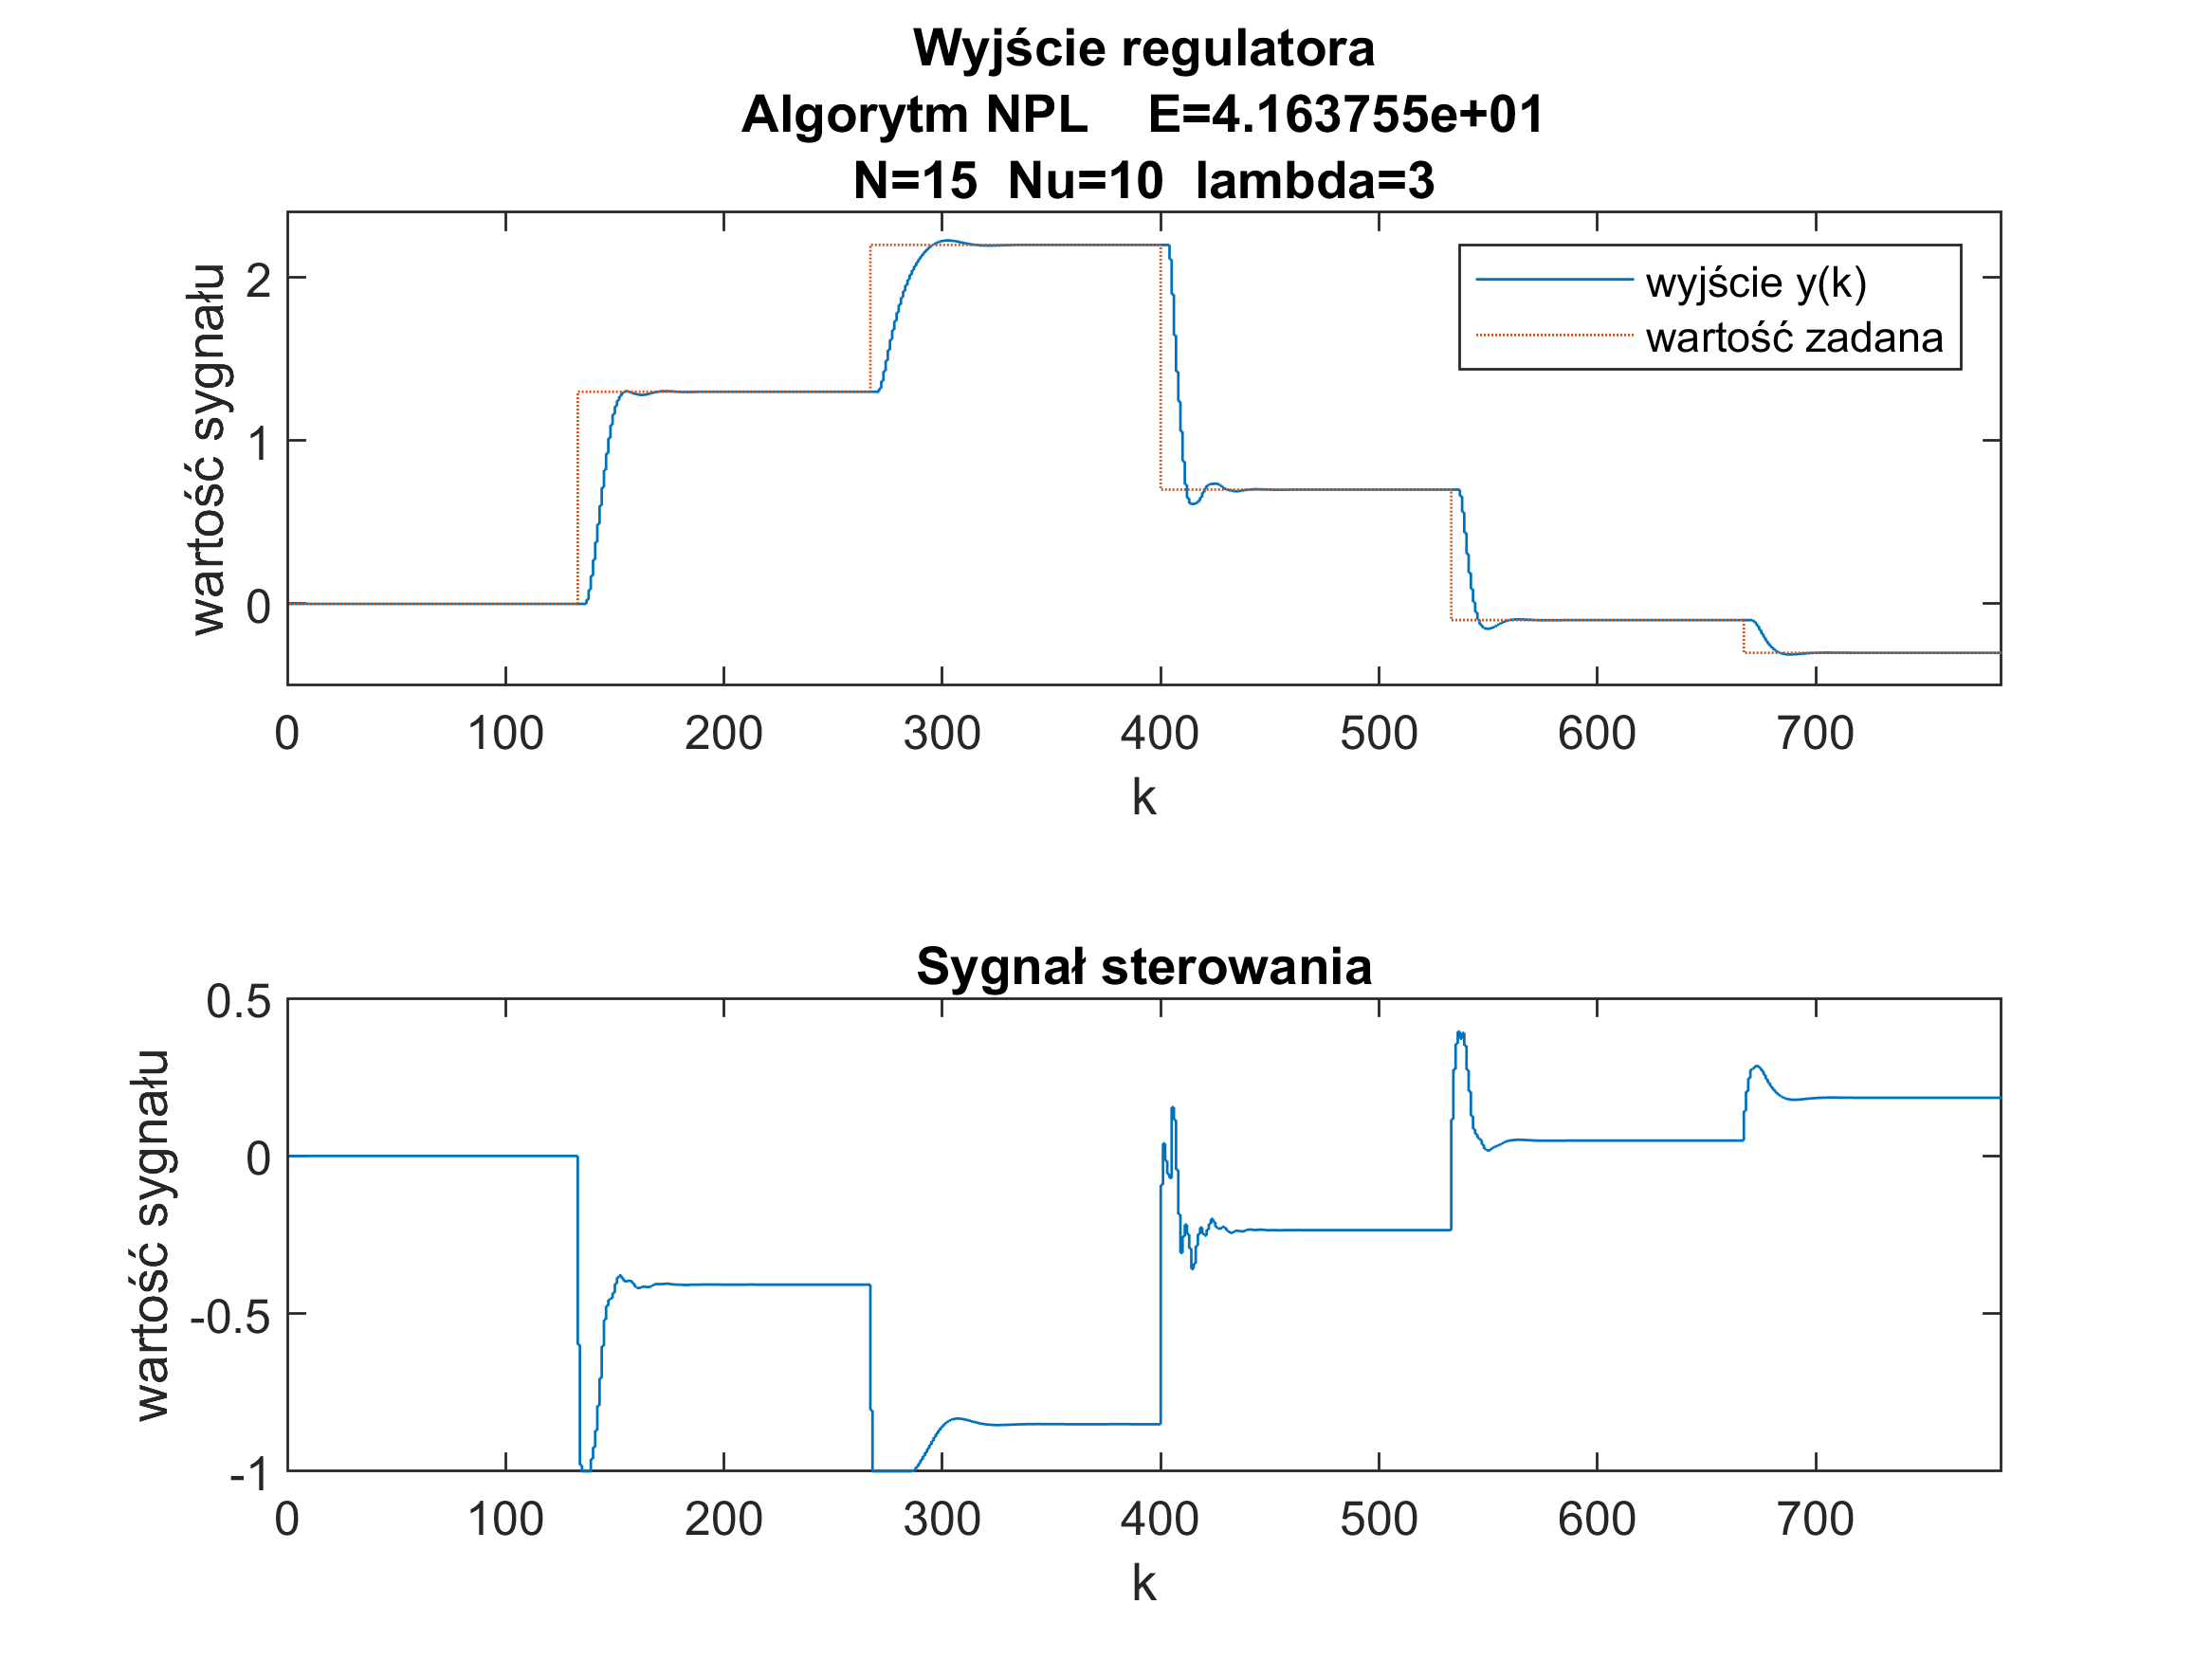 Wyjście regulatora
Algorytm NPL    E=4.163755e+01
N=15  Nu=10  lambda=3
wartość sygnału
2
1
0
wyjście y(k)
wartość zadana
0 100 200 300 400 500 600 700
k
Sygnał sterowania
wartość sygnału
0.5
0
-0.5
-1
0 100 200 300 400 500 600 700
k